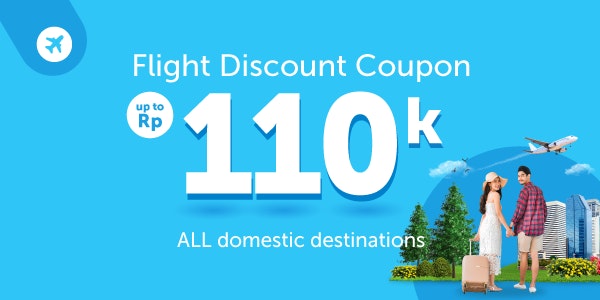 Flight Discount Coupon
up to
Rp
110k
ALL domestic destinations